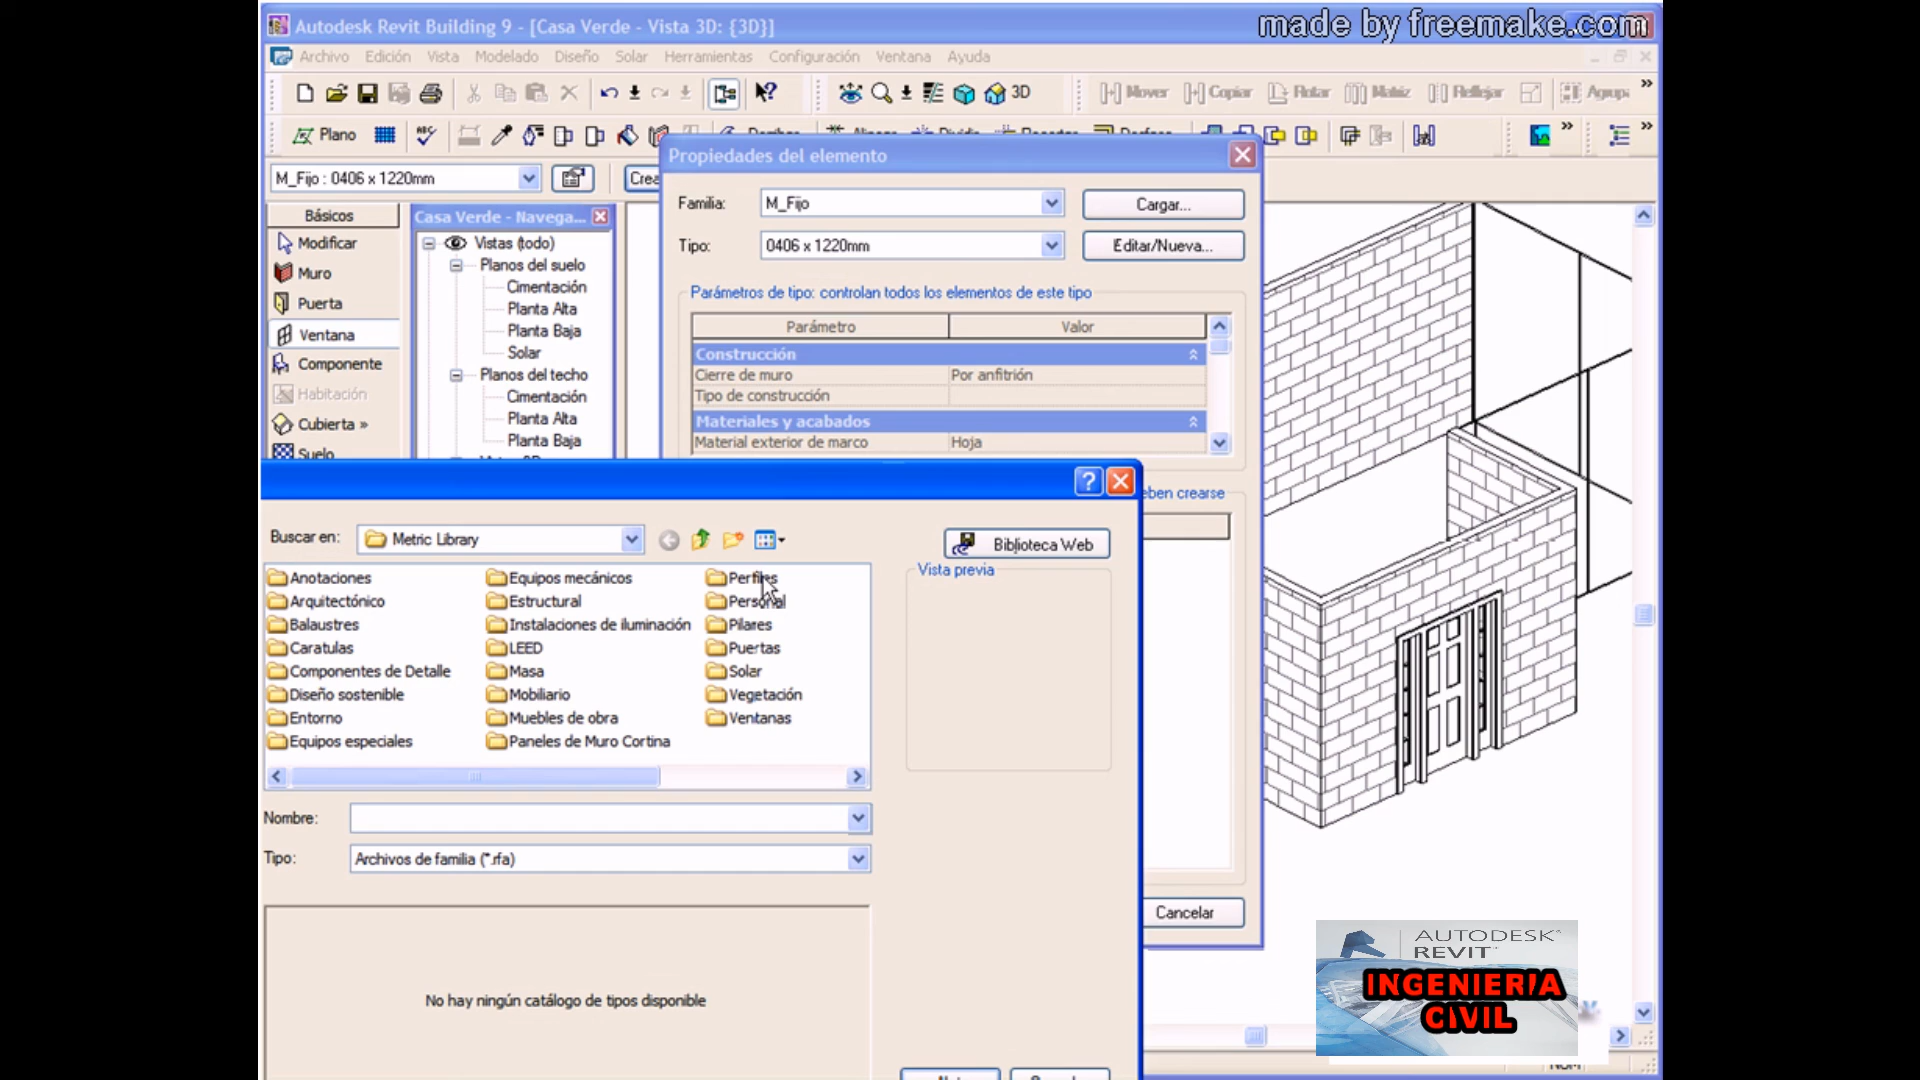 Autodesk Revit Building 9 - [Casa Verde - Vista 3D: {3D}]
made by freemake.com
Archivo Edición Vista Modelado Diseño Solar Herramientas Configuración Ventana Ayuda
3D Mover Copiar Rotar Matriz Reflejar Agrup
Plano
M_Fijo : 0406 x 1220mm
Crea
Propiedades del elemento
Familia: M_Fijo Cargar...
Tipo: 0406 x 1220mm Editar/Nueva...
Parámetros de tipo: controlan todos los elementos de este tipo
Parámetro Valor
Construcción
Cierre de muro Por anfitrión
Tipo de construcción
Materiales y acabados
Material exterior de marco Hoja
eben crearse
Cancelar
Básicos
Modificar
Muro
Puerta
Ventana
Componente
Habitación
Cubierta »
Suelo
Casa Verde - Navega...
Vistas (todo)
Planos del suelo
Cimentación
Planta Alta
Planta Baja
Solar
Planos del techo
Cimentación
Planta Alta
Planta Baja
Buscar en: Metric Library
Biblioteca Web
Vista previa
Anotaciones
Arquitectónico
Balaustres
Caratulas
Componentes de Detalle
Diseño sostenible
Entorno
Equipos especiales
Equipos mecánicos
Estructural
Instalaciones de iluminación
LEED
Masa
Mobiliario
Muebles de obra
Paneles de Muro Cortina
Perfiles
Personal
Pilares
Puertas
Solar
Vegetación
Ventanas
Nombre:
Tipo: Archivos de familia (*.rfa)
No hay ningún catálogo de tipos disponible
AUTODESK
REVIT
INGENIERIA
CIVIL